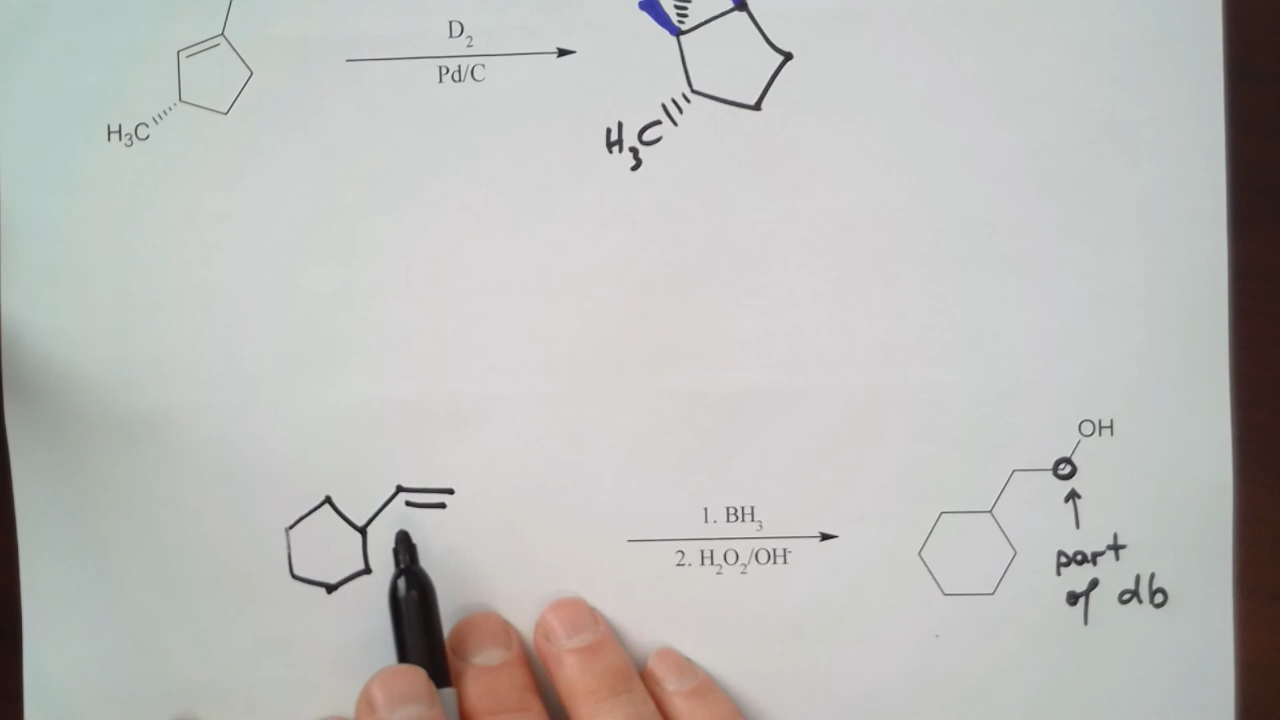 D₂
Pd/C
H₃C
H₃C
OH
1. BH₃
2. H₂O₂/OH⁻
part
of db